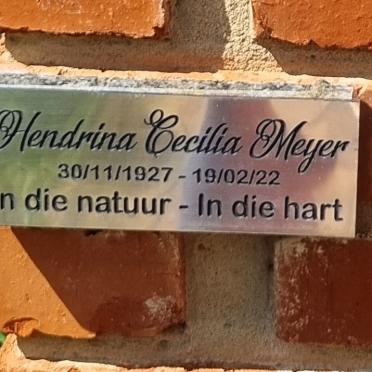 Hendrina Cecilia Meyer
30/11/1927 - 19/02/22
n die natuur - In die hart